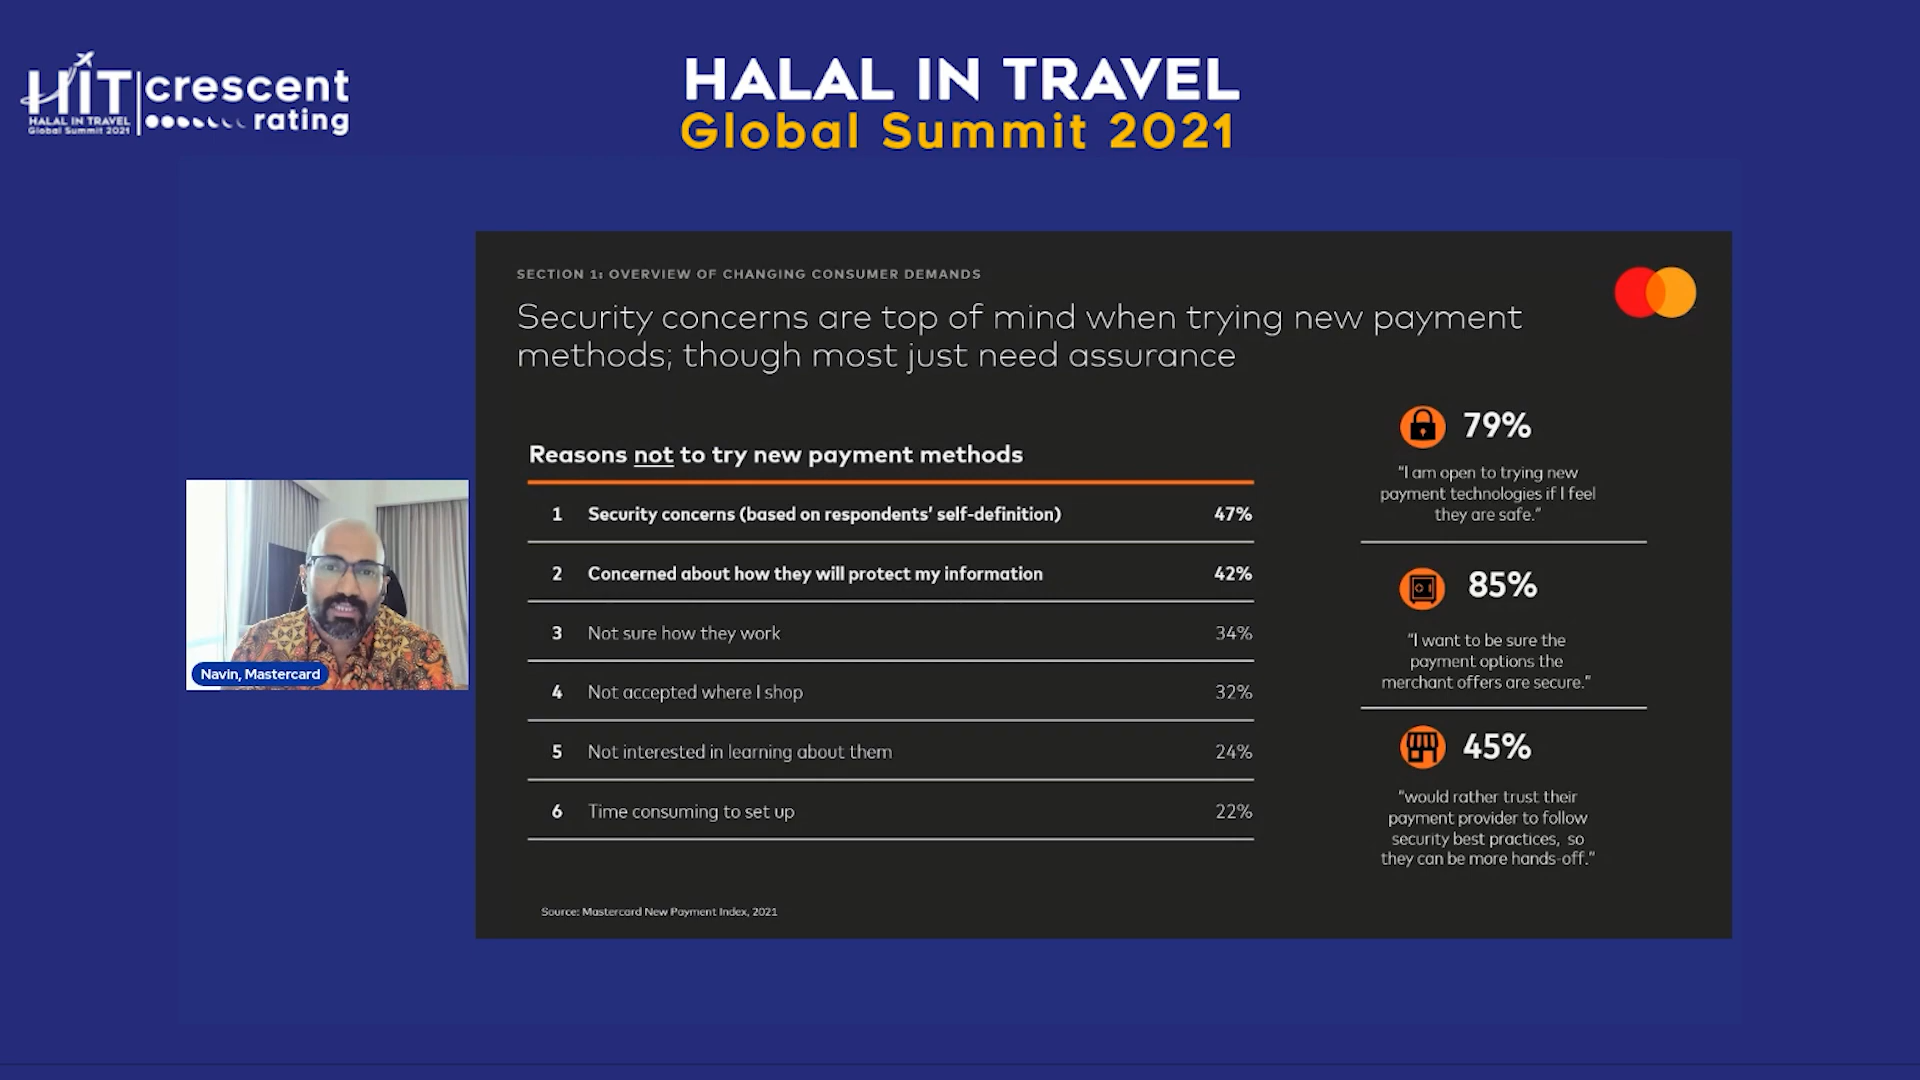 HiT
HALAL IN TRAVEL
Global Summit 2021
crescent
rating
HALAL IN TRAVEL
Global Summit 2021
SECTION 1: OVERVIEW OF CHANGING CONSUMER DEMANDS
Security concerns are top of mind when trying new payment
methods; though most just need assurance
Reasons not to try new payment methods
1 Security concerns (based on respondents' self-definition) 47%
2 Concerned about how they will protect my information 42%
3 Not sure how they work 34%
4 Not accepted where I shop 32%
5 Not interested in learning about them 24%
6 Time consuming to set up 22%
Source: Mastercard New Payment Index, 2021
79%
"I am open to trying new
payment technologies if I feel
they are safe."
85%
"I want to be sure the
payment options the
merchant offers are secure."
45%
"would rather trust their
payment provider to follow
security best practices, so
they can be more hands-off."
Navin, Mastercard